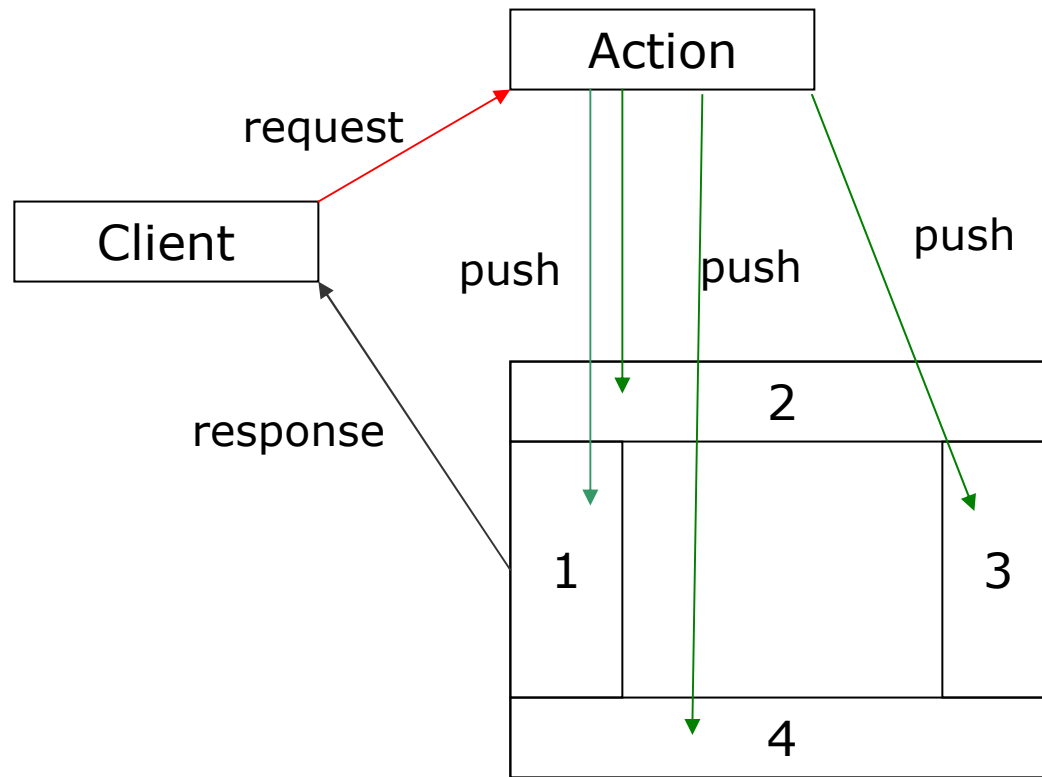 Action
request
Client
push
push
push
response
2
1
3
4